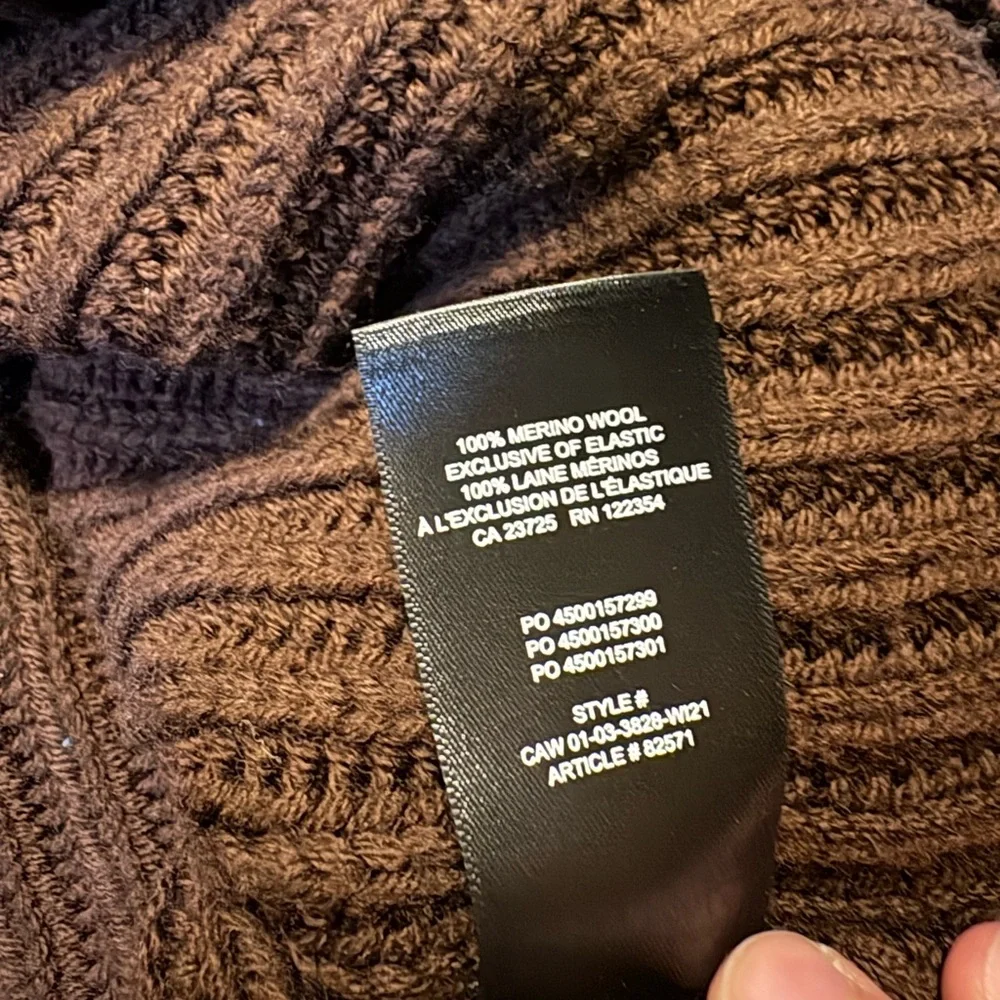 100% MERINO WOOL
EXCLUSIVE OF ELASTIC
100% LAINE MÉRINOS
À L'EXCLUSION DE L'ÉLASTIQUE
CA 23725 RN 122354
PO 4500157299
PO 4500157300
PO 4500157301
STYLE #
CAW 01-03-3828-WI21
ARTICLE # 82571